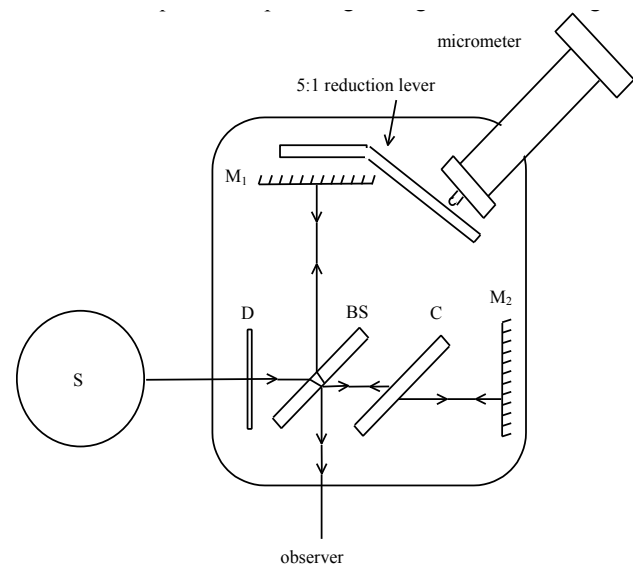 micrometer
5:1 reduction lever
M₁
D
BS
C
M₂
S
observer